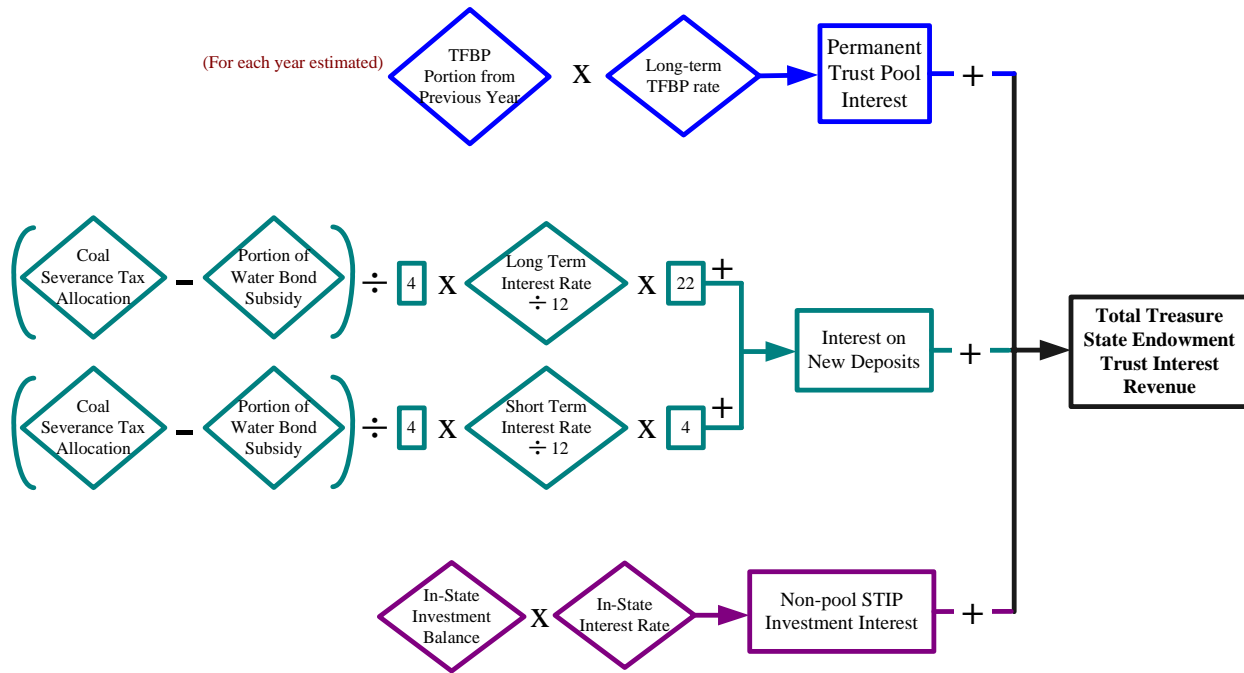 (For each year estimated)
TFBP
Portion from
Previous Year
X
Long-term
TFBP rate
Permanent
Trust Pool
Interest
+
(
Coal
Severance Tax
Allocation
-
Portion of
Water Bond
Subsidy
)
÷
4
X
Long Term
Interest Rate
÷ 12
X
22
+
(
Coal
Severance Tax
Allocation
-
Portion of
Water Bond
Subsidy
)
÷
4
X
Short Term
Interest Rate
÷ 12
X
4
+
Interest on
New Deposits
+
Total Treasure
State Endowment
Trust Interest
Revenue
In-State
Investment
Balance
X
In-State
Interest Rate
Non-pool STIP
Investment Interest
+